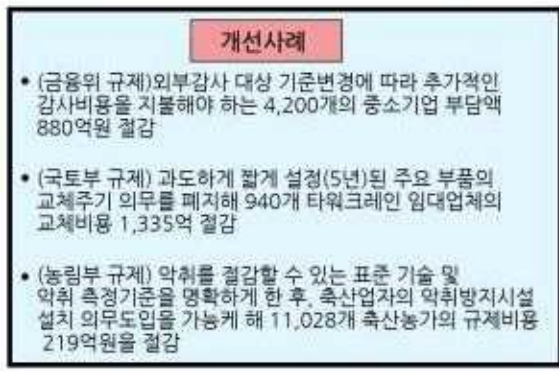 개선사례
• (금융위 규제)외부감사 대상 기준변경에 따라 추가적인
감사비용을 지불해야 하는 4,200개의 중소기업 부담액
880억원 절감
• (국토부 규제) 과도하게 짧게 설정(5년)된 주요 부품의
교체주기 의무를 폐지해 940개 타워크레인 임대업체의
교체비용 1,335억 절감
• (농림부 규제) 악취를 절감할 수 있는 표준 기술 및
악취 측정기준을 명확하게 한 후, 축산업자의 악취방지시설
설치 의무도입을 가능케 해 11,028개 축산농가의 규제비용
219억원을 절감